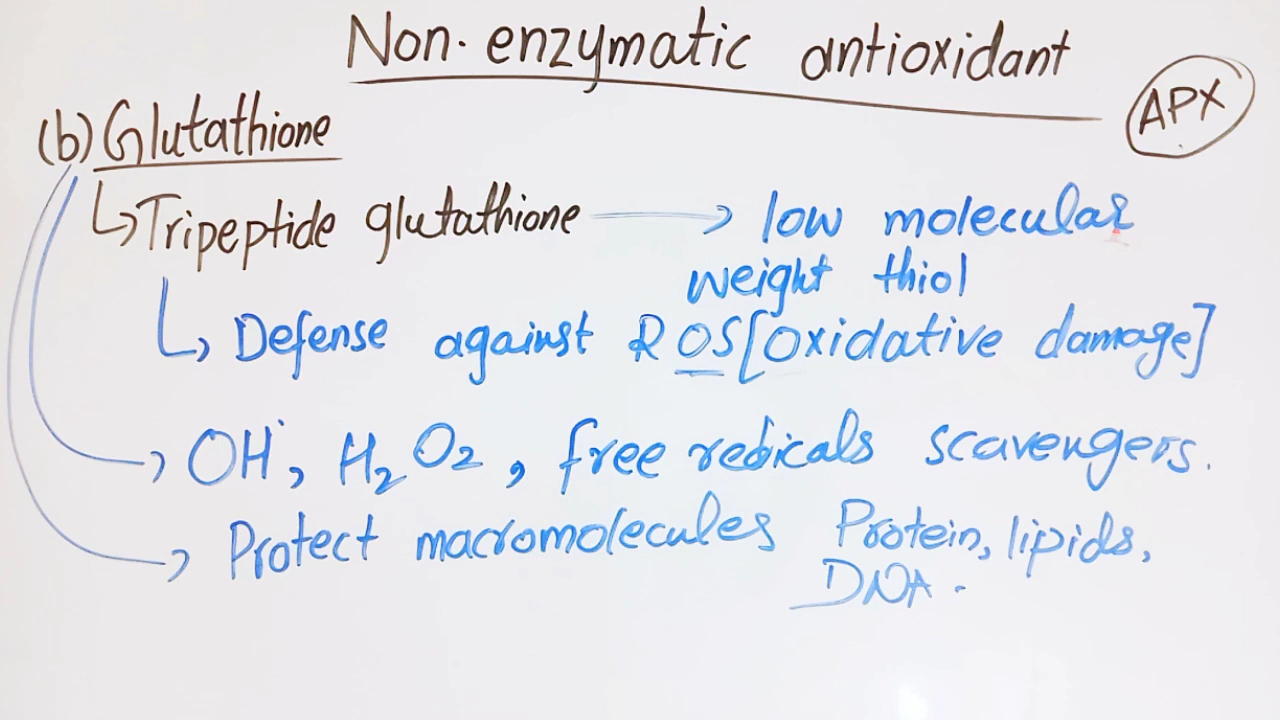 Non-enzymatic antioxidant
APX
(b) Glutathione
↳ Tripeptide glutathione → low molecular
weight thiol
↳ Defense against ROS [Oxidative damage]
→ OH˙, H₂O₂, free redicals scavengers.
→ Protect macromolecules Protein, lipids,
DNA.